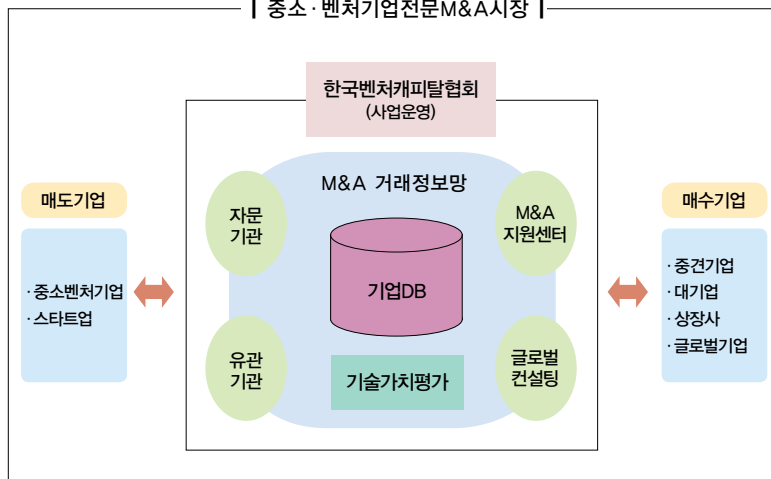 중소·벤처기업전문M&A시장
한국벤처캐피탈협회
(사업운영)
M&A 거래정보망
매도기업
· 중소벤처기업
· 스타트업
자문
기관
M&A
지원센터
기업DB
유관
기관
기술가치평가
글로벌
컨설팅
매수기업
· 중견기업
· 대기업
· 상장사
· 글로벌기업